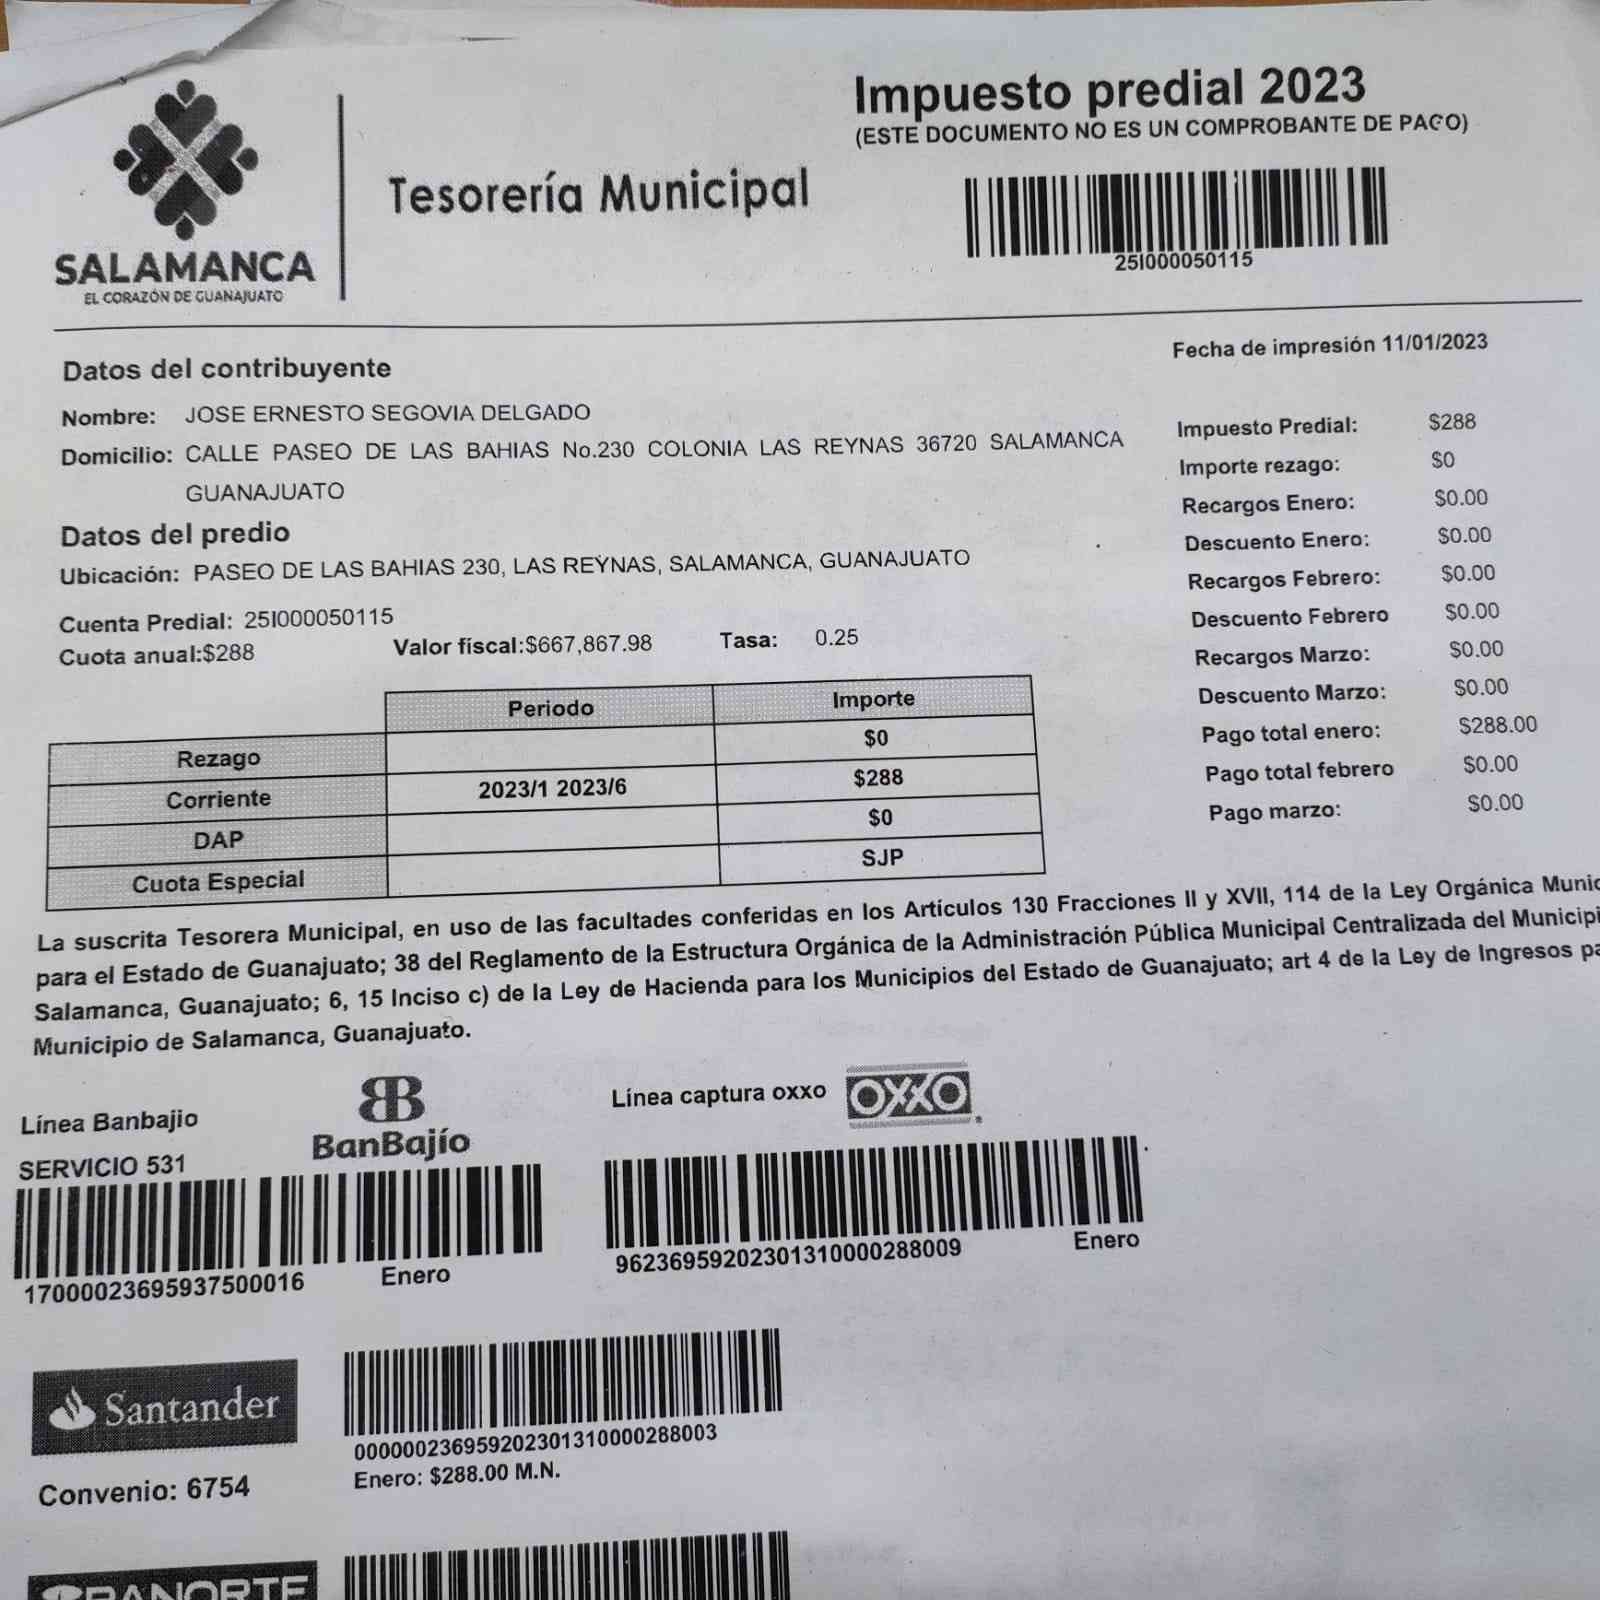 Impuesto predial 2023
(ESTE DOCUMENTO NO ES UN COMPROBANTE DE PAGO)
Tesorería Municipal
25I000050115
SALAMANCA
EL CORAZÓN DE GUANAJUATO
Fecha de impresión 11/01/2023
Datos del contribuyente
Nombre: JOSE ERNESTO SEGOVIA DELGADO
Domicilio: CALLE PASEO DE LAS BAHIAS No.230 COLONIA LAS REYNAS 36720 SALAMANCA
GUANAJUATO
Datos del predio
Ubicación: PASEO DE LAS BAHIAS 230, LAS REYNAS, SALAMANCA, GUANAJUATO
Cuenta Predial: 25I000050115
Cuota anual:$288 Valor fiscal:$667,867.98 Tasa: 0.25
Impuesto Predial: $288
Importe rezago: $0
Recargos Enero: $0.00
Descuento Enero: $0.00
Recargos Febrero: $0.00
Descuento Febrero $0.00
Recargos Marzo: $0.00
Descuento Marzo: $0.00
Pago total enero: $288.00
Pago total febrero $0.00
Pago marzo: $0.00
Periodo Importe
Rezago $0
Corriente 2023/1 2023/6 $288
DAP $0
Cuota Especial SJP
La suscrita Tesorera Municipal, en uso de las facultades conferidas en los Artículos 130 Fracciones II y XVII, 114 de la Ley Orgánica Munic
para el Estado de Guanajuato; 38 del Reglamento de la Estructura Orgánica de la Administración Pública Municipal Centralizada del Municipi
Salamanca, Guanajuato; 6, 15 Inciso c) de la Ley de Hacienda para los Municipios del Estado de Guanajuato; art 4 de la Ley de Ingresos pa
Municipio de Salamanca, Guanajuato.
Línea Banbajio
BanBajío
SERVICIO 531
17000023695937500016 Enero
Línea captura oxxo OXXO
96236959202301310000288009 Enero
Santander
Convenio: 6754
000000236959202301310000288003
Enero: $288.00 M.N.
BANORTE